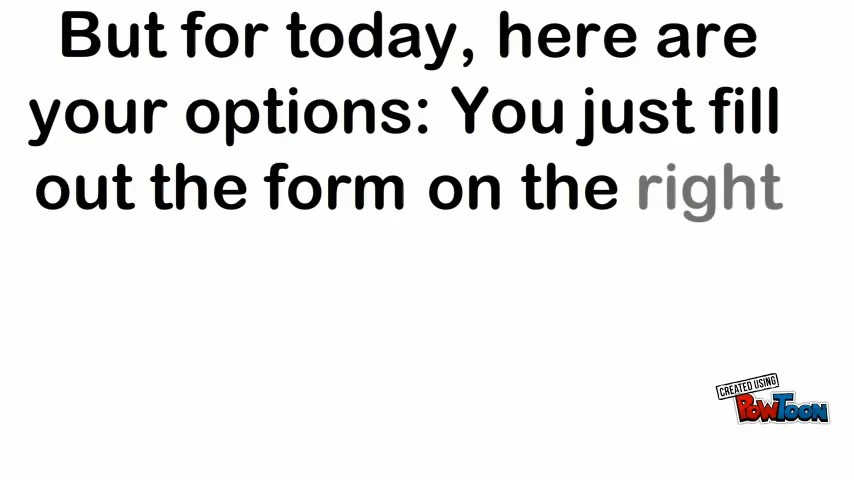 But for today, here are
your options: You just fill
out the form on the right
CREATED USING
POWTOON